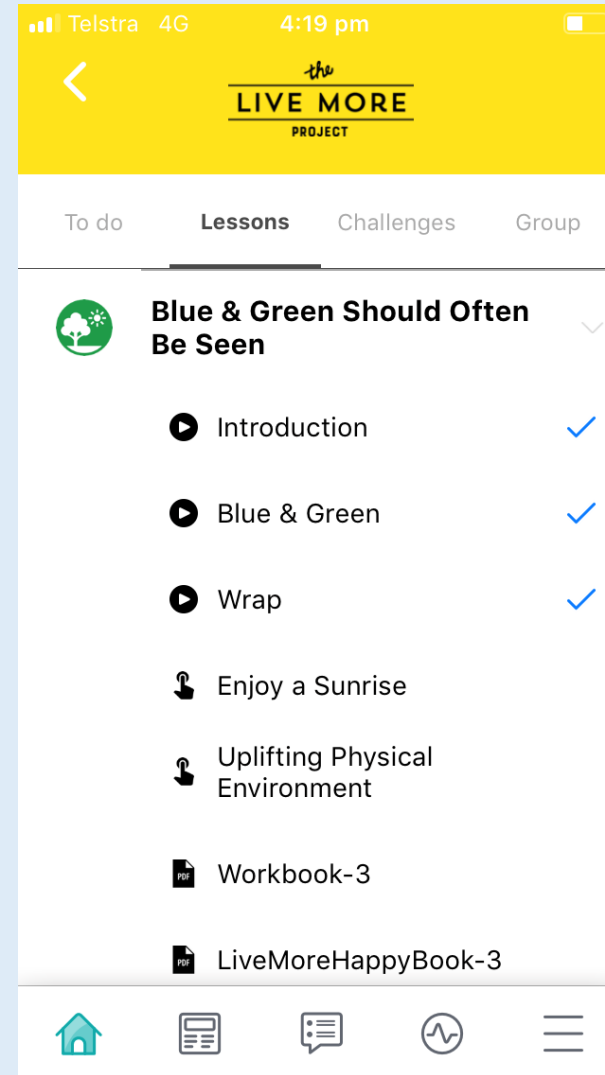 Telstra 4G 4:19 pm
the
LIVE MORE
PROJECT
To do Lessons Challenges Group
Blue & Green Should Often
Be Seen
Introduction
Blue & Green
Wrap
Enjoy a Sunrise
Uplifting Physical
Environment
PDF Workbook-3
PDF LiveMoreHappyBook-3